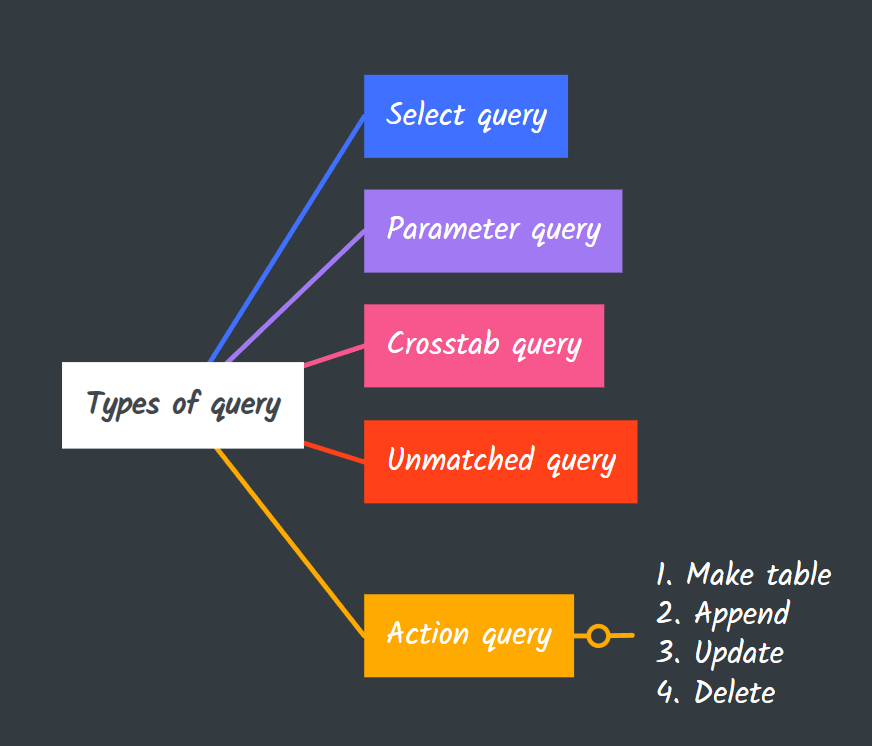 Types of query
Select query
Parameter query
Crosstab query
Unmatched query
Action query
1. Make table
2. Append
3. Update
4. Delete